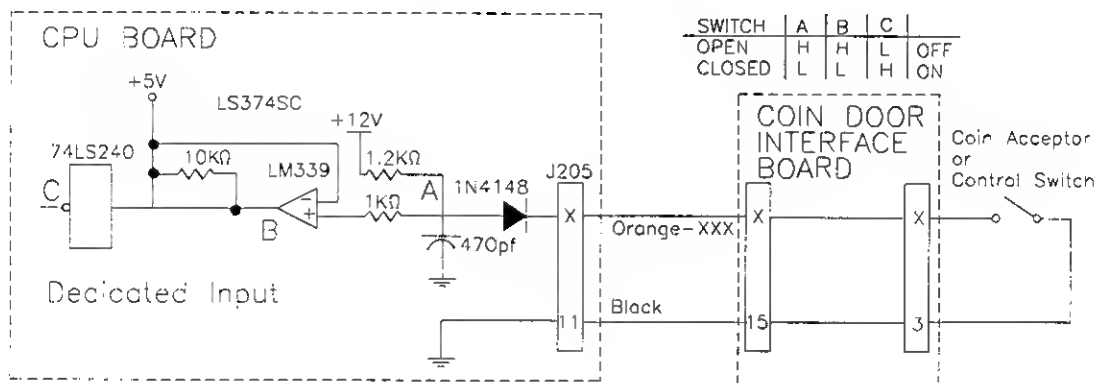 CPU BOARD
+5V
LS374SC
+12V
74LS240
10KΩ
LM339
1.2KΩ
A
1N4148
J205
C
B
-
+
1KΩ
470pf
X
Orange-XXX
Dedicated Input
11
Black
SWITCH A B C
OPEN H H L OFF
CLOSED L L H ON
COIN DOOR
INTERFACE
BOARD
X
X
15
3
Coin Acceptor
or
Control Switch